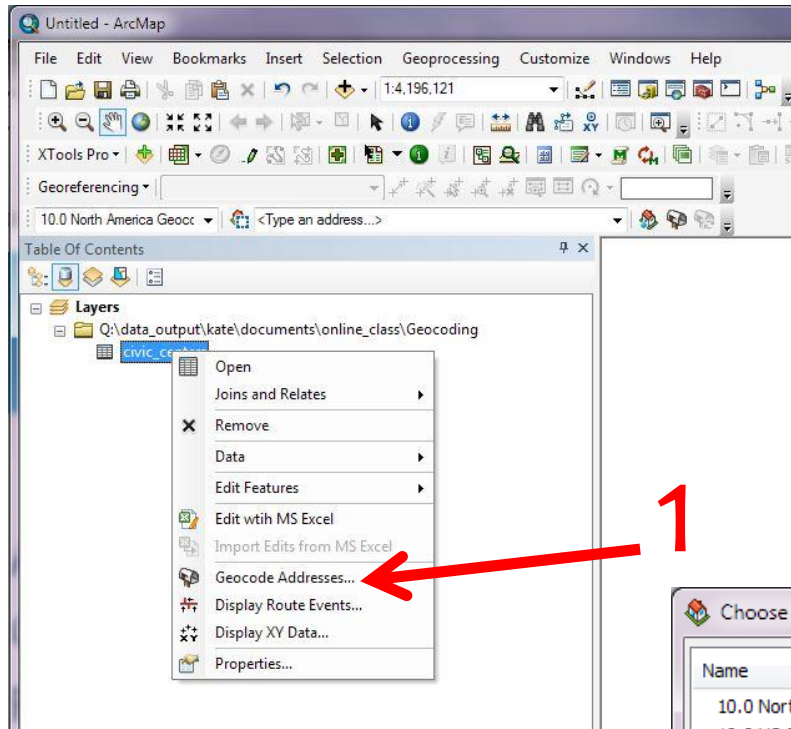 Untitled - ArcMap
File Edit View Bookmarks Insert Selection Geoprocessing Customize Windows Help
1:4,196,121
XTools Pro
Georeferencing
10.0 North America Geocc <Type an address...>
Table Of Contents
Layers
Q:\data_output\kate\documents\online_class\Geocoding
civic_centers
Open
Joins and Relates
Remove
Data
Edit Features
Edit wtih MS Excel
Import Edits from MS Excel
Geocode Addresses...
1
Display Route Events...
Display XY Data...
Properties...
Choose
Name
10.0 Nort